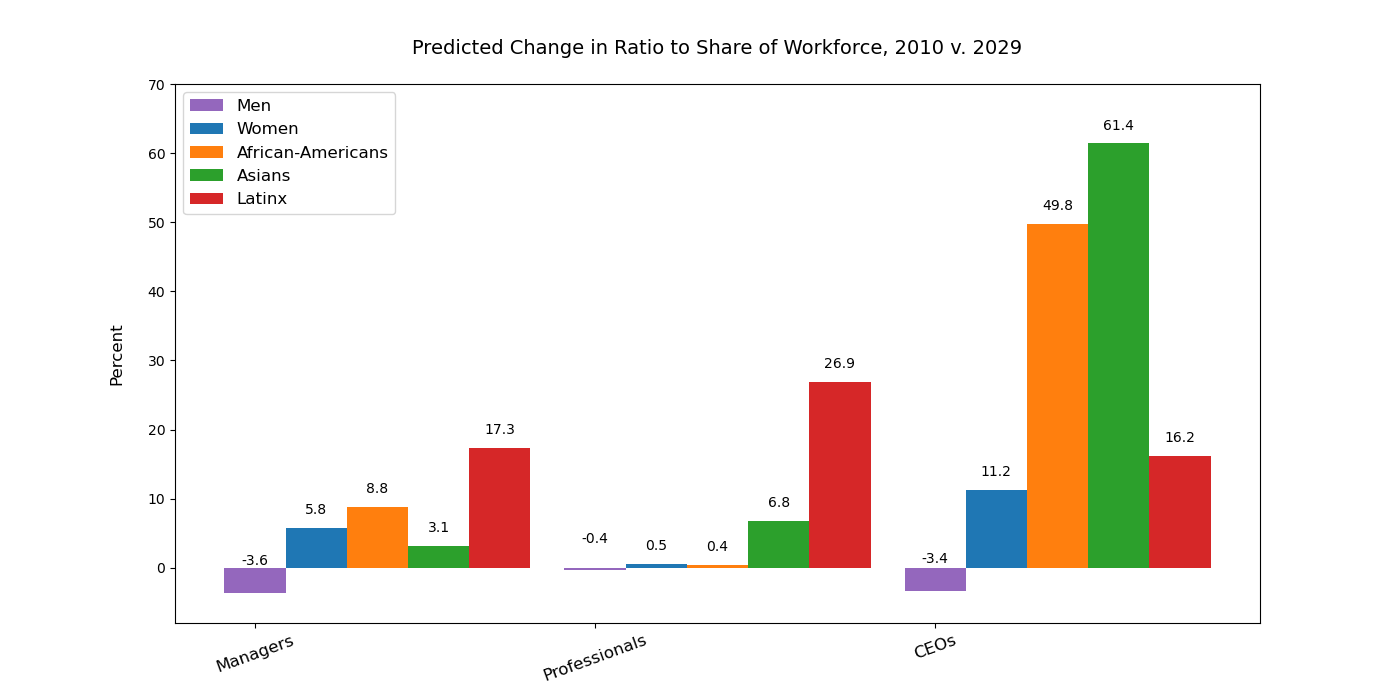 Predicted Change in Ratio to Share of Workforce, 2010 v. 2029
Percent
70
60
50
40
30
20
10
0
Men
Women
African-Americans
Asians
Latinx
-3.6
5.8
8.8
3.1
17.3
-0.4
0.5
0.4
6.8
26.9
-3.4
11.2
49.8
61.4
16.2
Managers
Professionals
CEOs